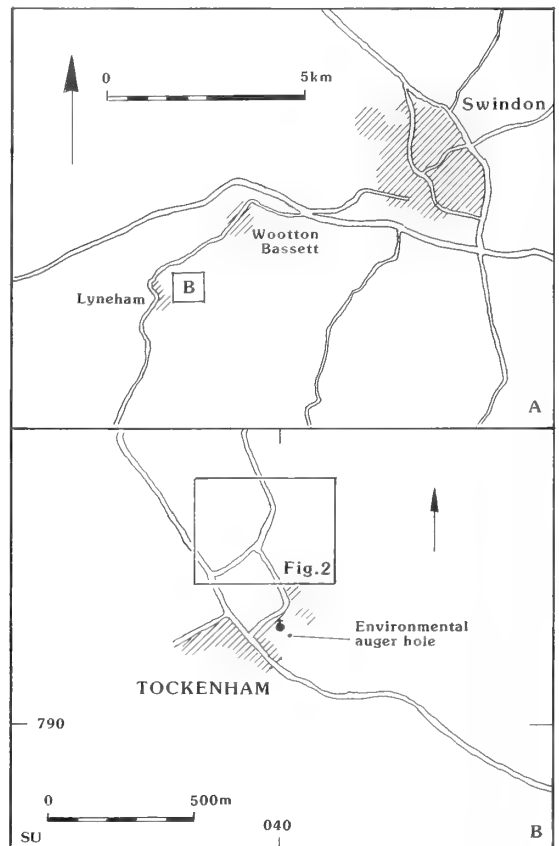 0 5km
Swindon
Wootton
Bassett
Lyneham
B
A
Fig.2
Environmental
auger hole
TOCKENHAM
790
0 500m
SU
040
B